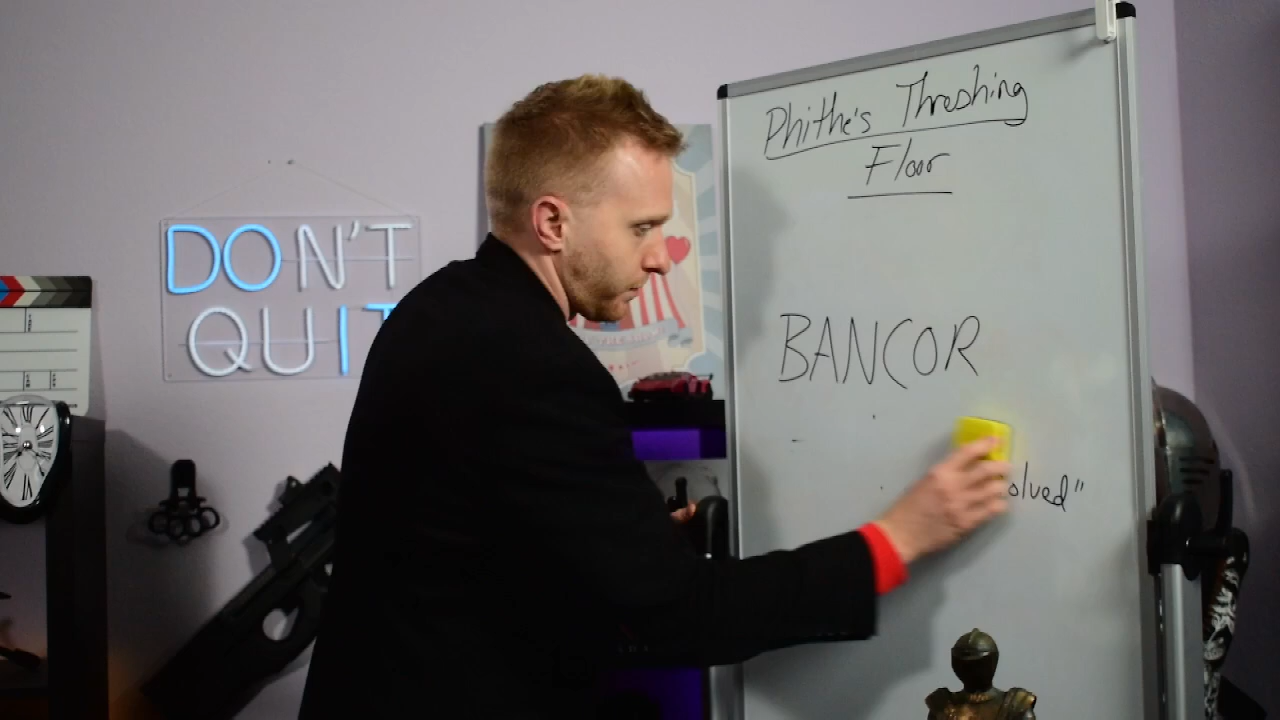 DON'T
QUIT
Phithe's Threshing
Floor
BANCOR
olved"